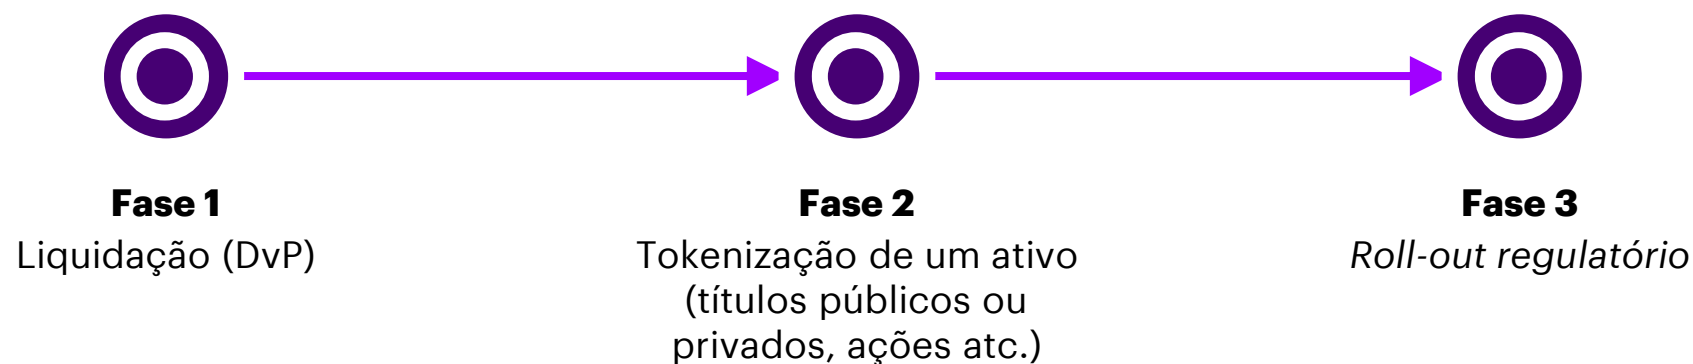 Fase 1
Liquidação (DvP)
Fase 2
Tokenização de um ativo
(títulos públicos ou
privados, ações atc.)
Fase 3
Roll-out regulatório